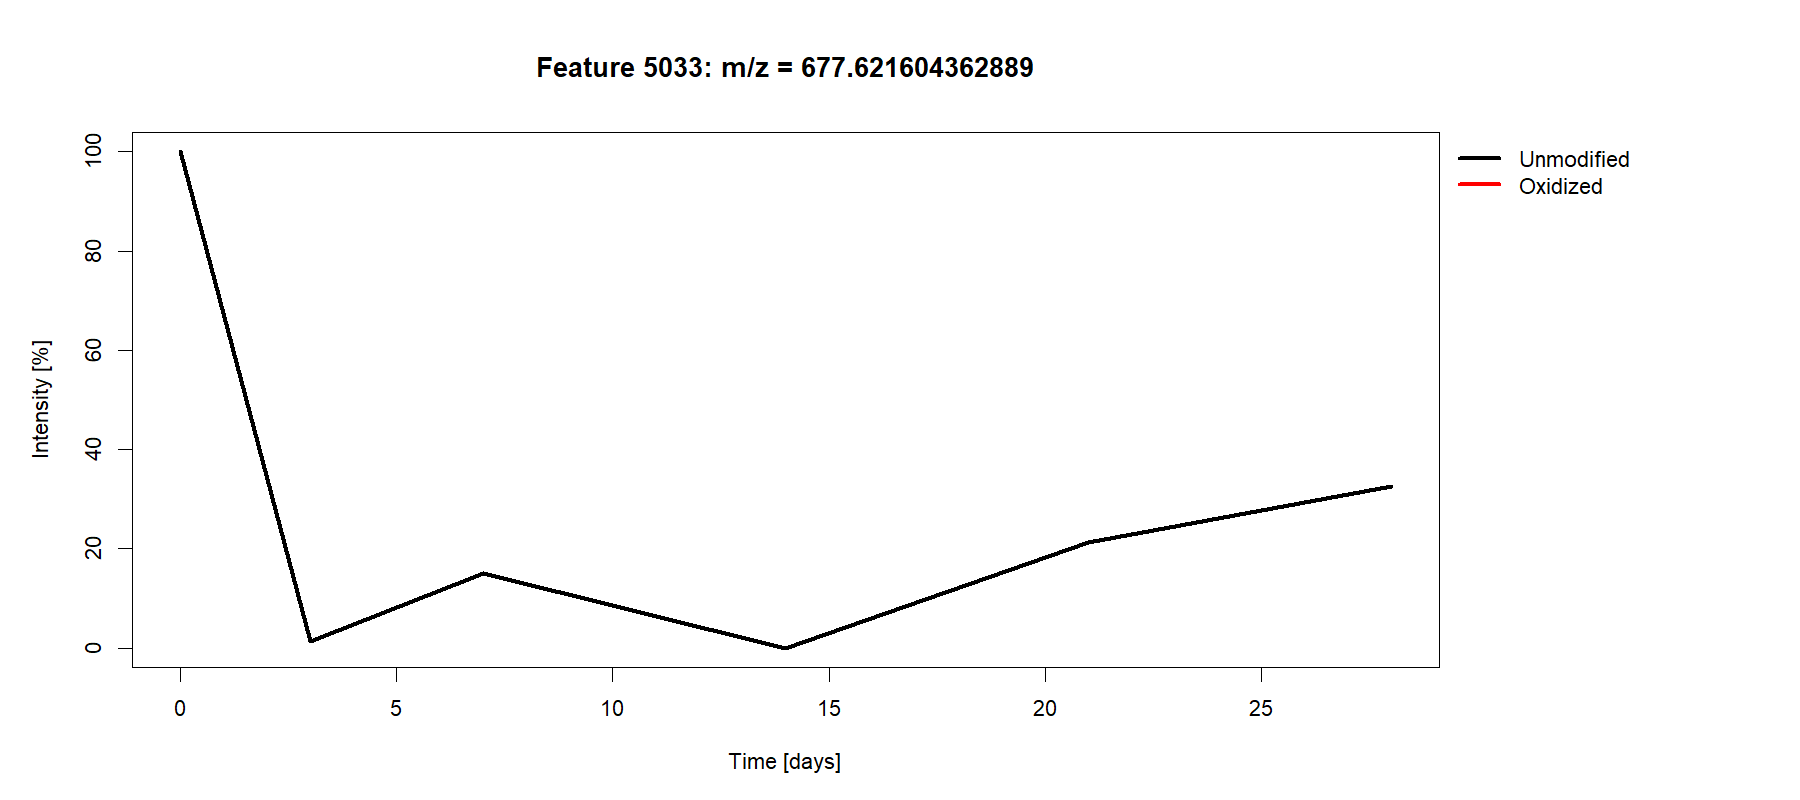 Feature 5033: m/z = 677.621604362889
Unmodified
Oxidized
Intensity [%]
100
80
60
40
20
0
0 5 10 15 20 25
Time [days]